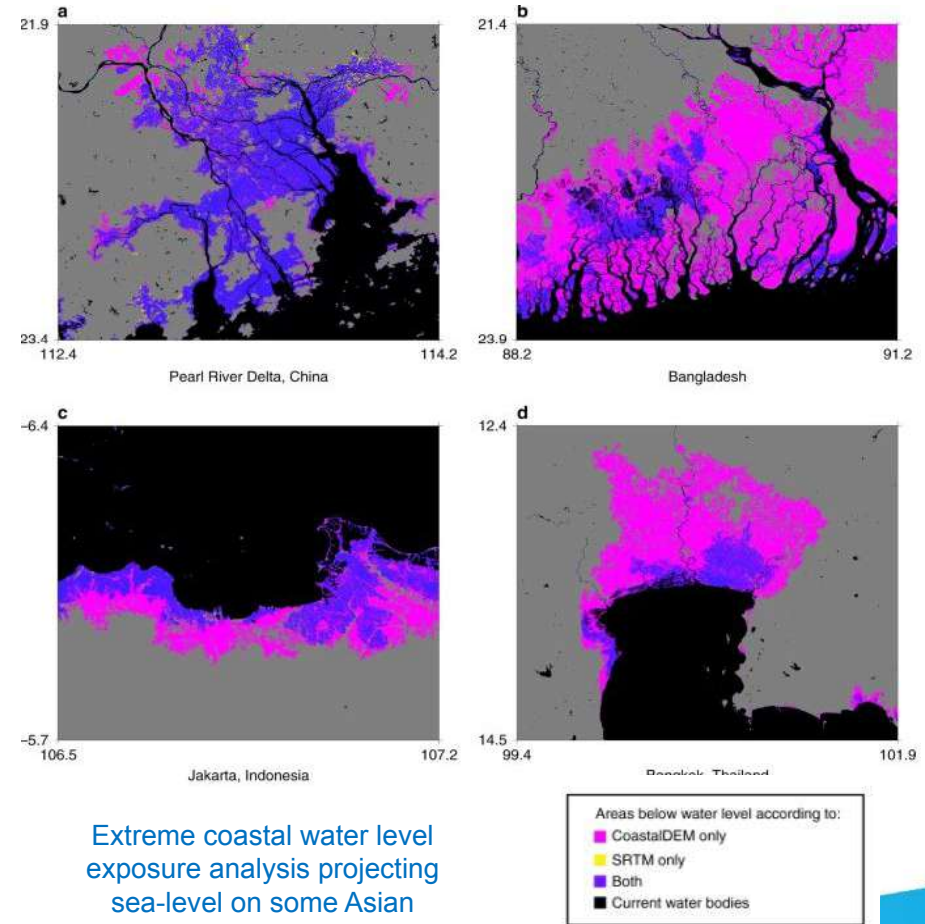 a
21.9
23.4
112.4
114.2
Pearl River Delta, China
b
21.4
23.9
88.2
91.2
Bangladesh
c
−6.4
−5.7
106.5
107.2
Jakarta, Indonesia
d
12.4
14.5
99.4
101.9
Bangkok, Thailand
Extreme coastal water level
exposure analysis projecting
sea-level on some Asian
Areas below water level according to:
CoastalDEM only
SRTM only
Both
Current water bodies